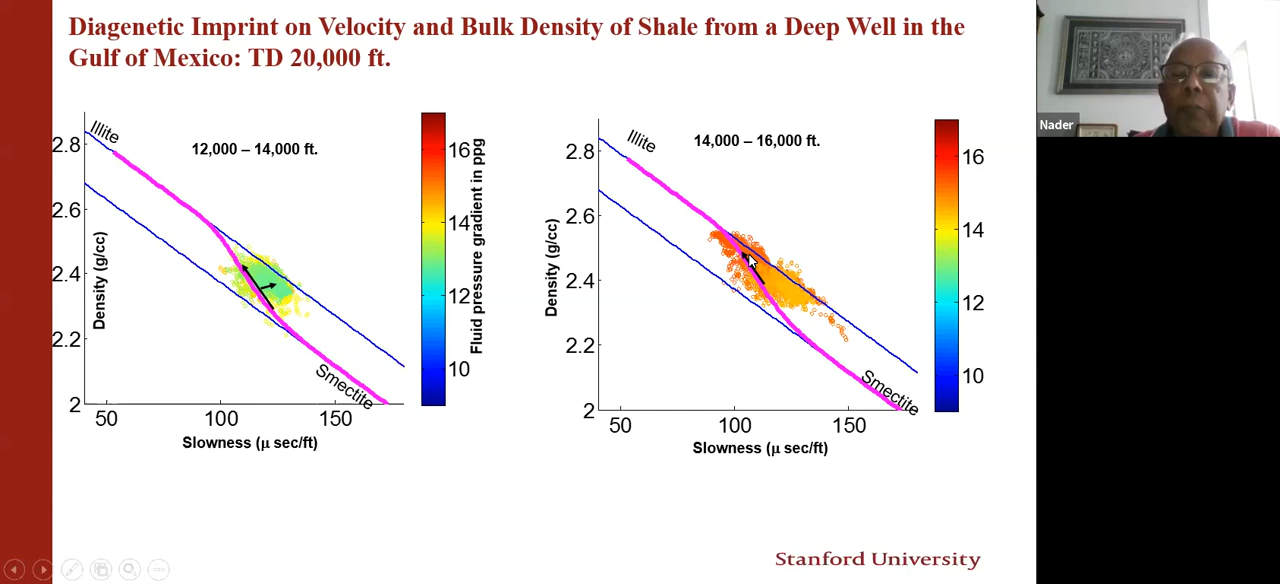 Diagenetic Imprint on Velocity and Bulk Density of Shale from a Deep Well in the
Gulf of Mexico: TD 20,000 ft.
Nader
12,000 – 14,000 ft.
Illite
Smectite
2.8
2.6
2.4
2.2
2
50 100 150
Density (g/cc)
Slowness (μ sec/ft)
16
14
12
10
Fluid pressure gradient in ppg
14,000 – 16,000 ft.
Illite
Smectite
2.8
2.6
2.4
2.2
2
50 100 150
Density (g/cc)
Slowness (μ sec/ft)
16
14
12
10
Stanford University